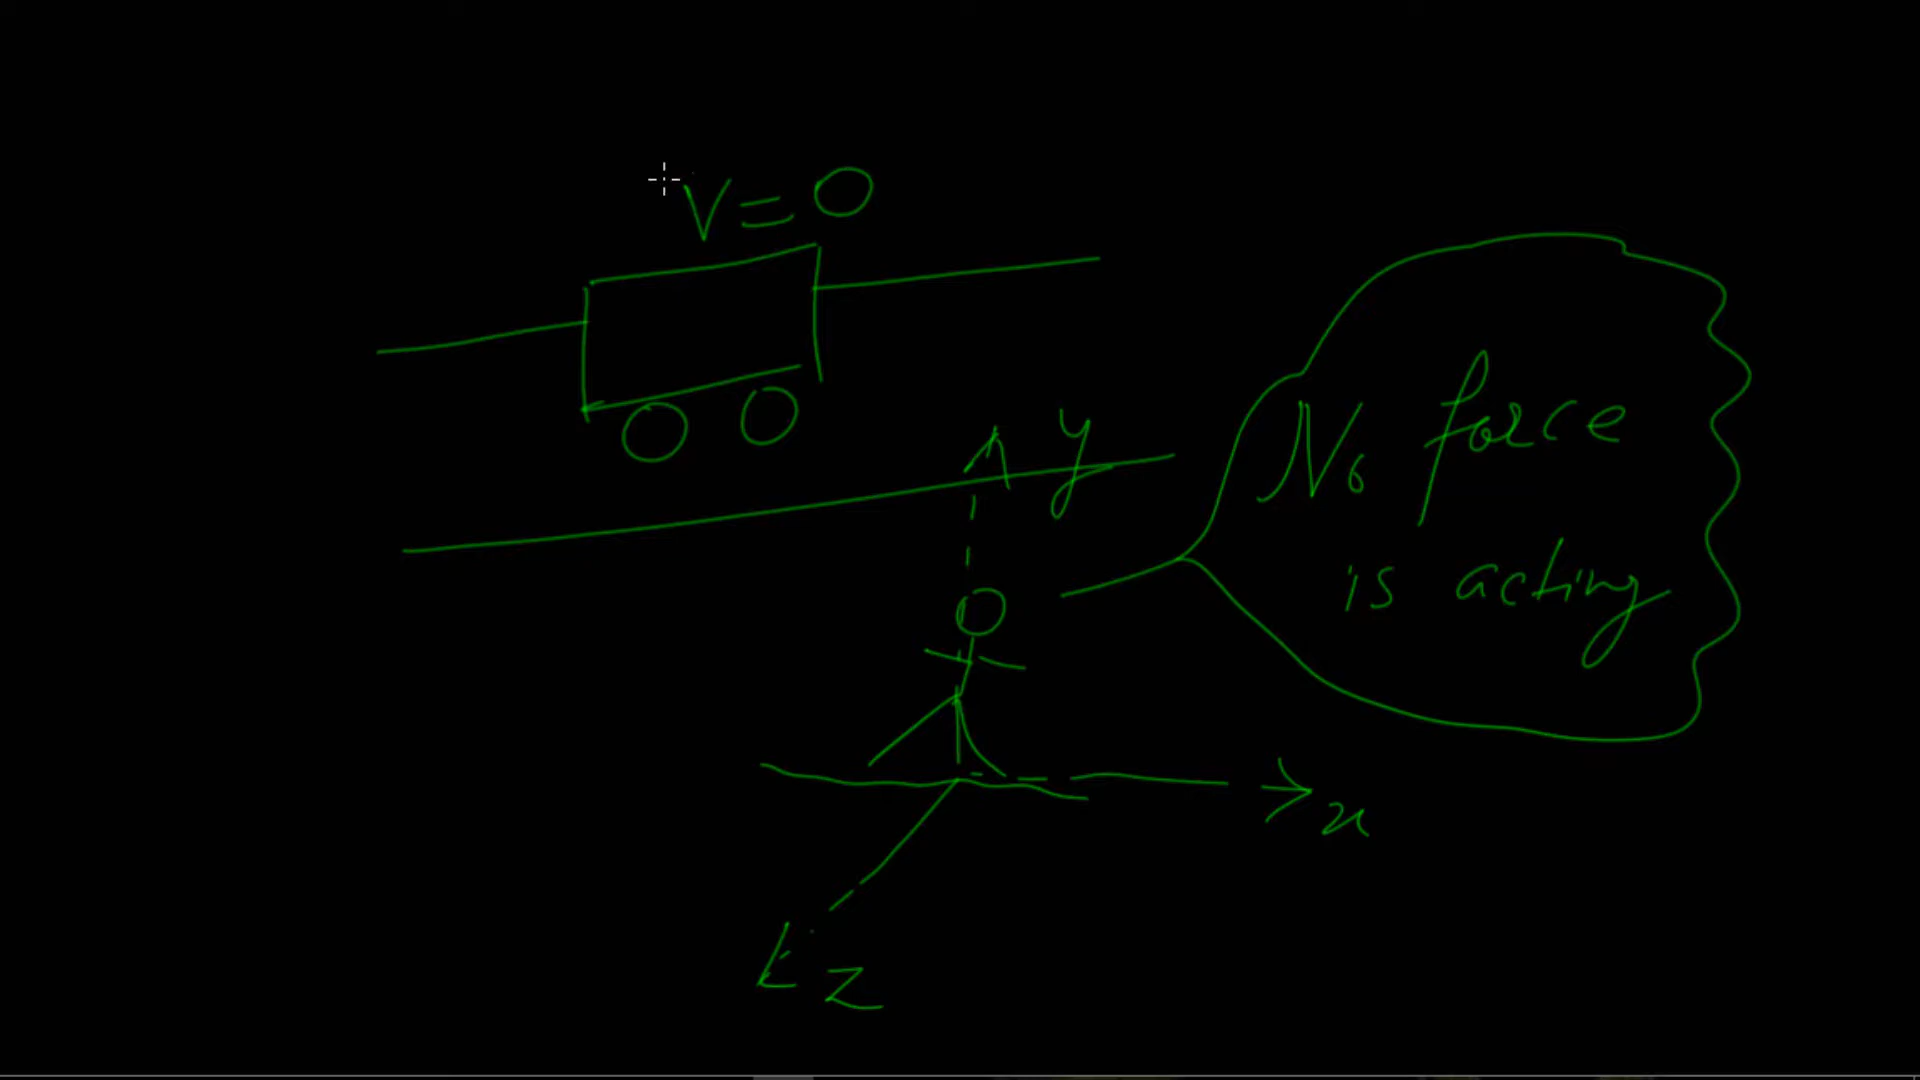 V = 0
y
No force
is acting
x
z